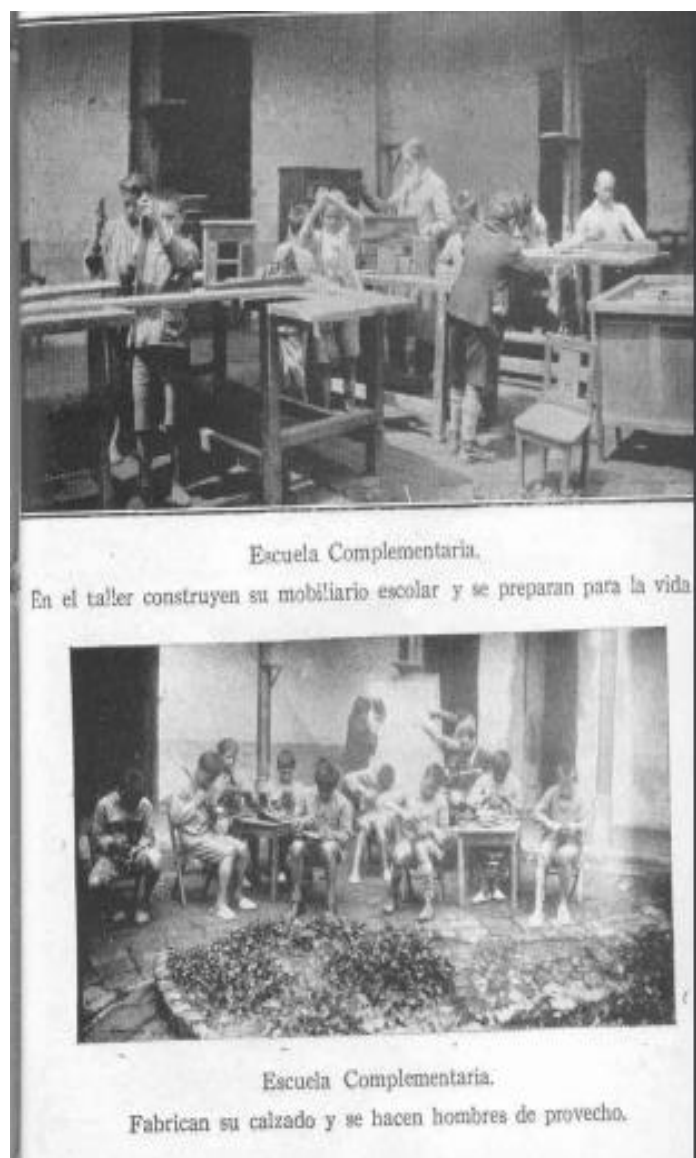 Escuela Complementaria.
En el taller construyen su mobiliario escolar y se preparan para la vida
Escuela Complementaria.
Fabrican su calzado y se hacen hombres de provecho.